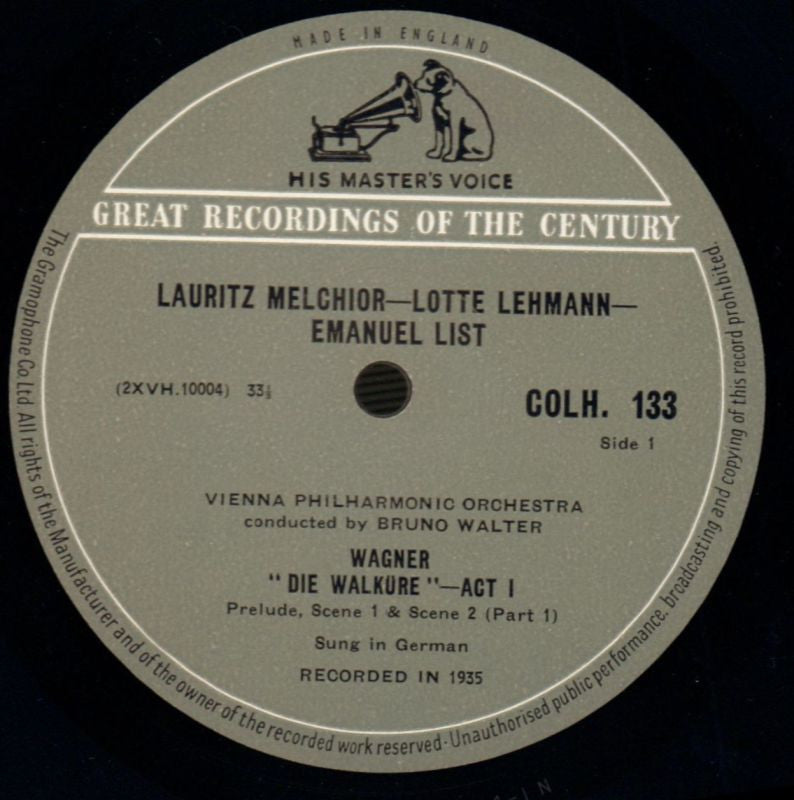 MADE IN ENGLAND
HIS MASTER'S VOICE
GREAT RECORDINGS OF THE CENTURY
LAURITZ MELCHIOR—LOTTE LEHMANN—
EMANUEL LIST
(2XVH.10004) 33⅓
COLH. 133
Side 1
VIENNA PHILHARMONIC ORCHESTRA
conducted by BRUNO WALTER
WAGNER
"DIE WALKÜRE"—ACT I
Prelude, Scene 1 & Scene 2 (Part 1)
Sung in German
RECORDED IN 1935
The Gramophone Co. Ltd. All rights of the Manufacturer and of the owner of the recorded work reserved · Unauthorised public performance, broadcasting and copying of this record prohibited.